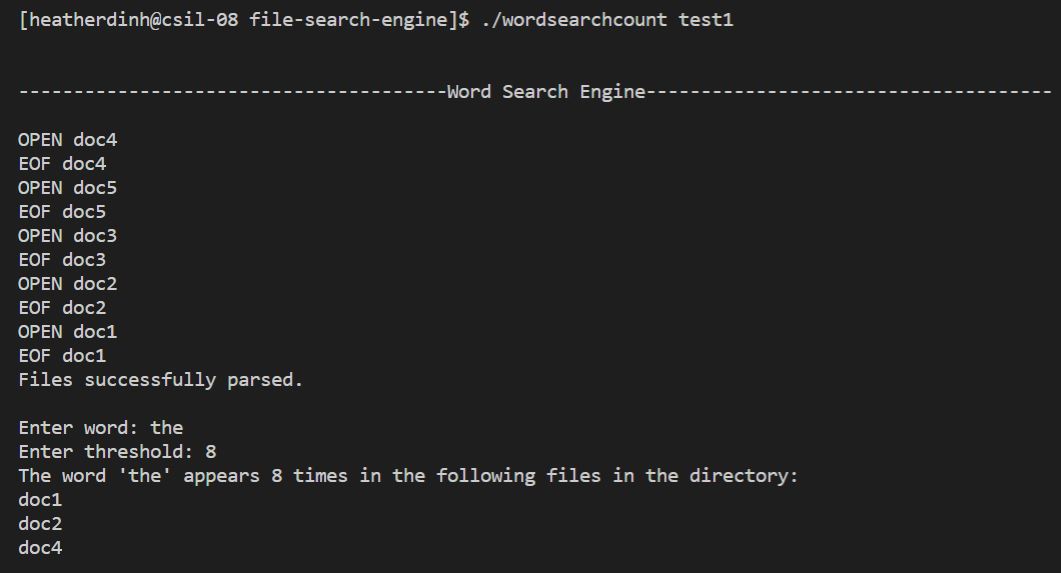 [heatherdinh@csil-08 file-search-engine]$ ./wordsearchcount test1
---------------------------------------Word Search Engine-------------------------------------
OPEN doc4
EOF doc4
OPEN doc5
EOF doc5
OPEN doc3
EOF doc3
OPEN doc2
EOF doc2
OPEN doc1
EOF doc1
Files successfully parsed.
Enter word: the
Enter threshold: 8
The word 'the' appears 8 times in the following files in the directory:
doc1
doc2
doc4